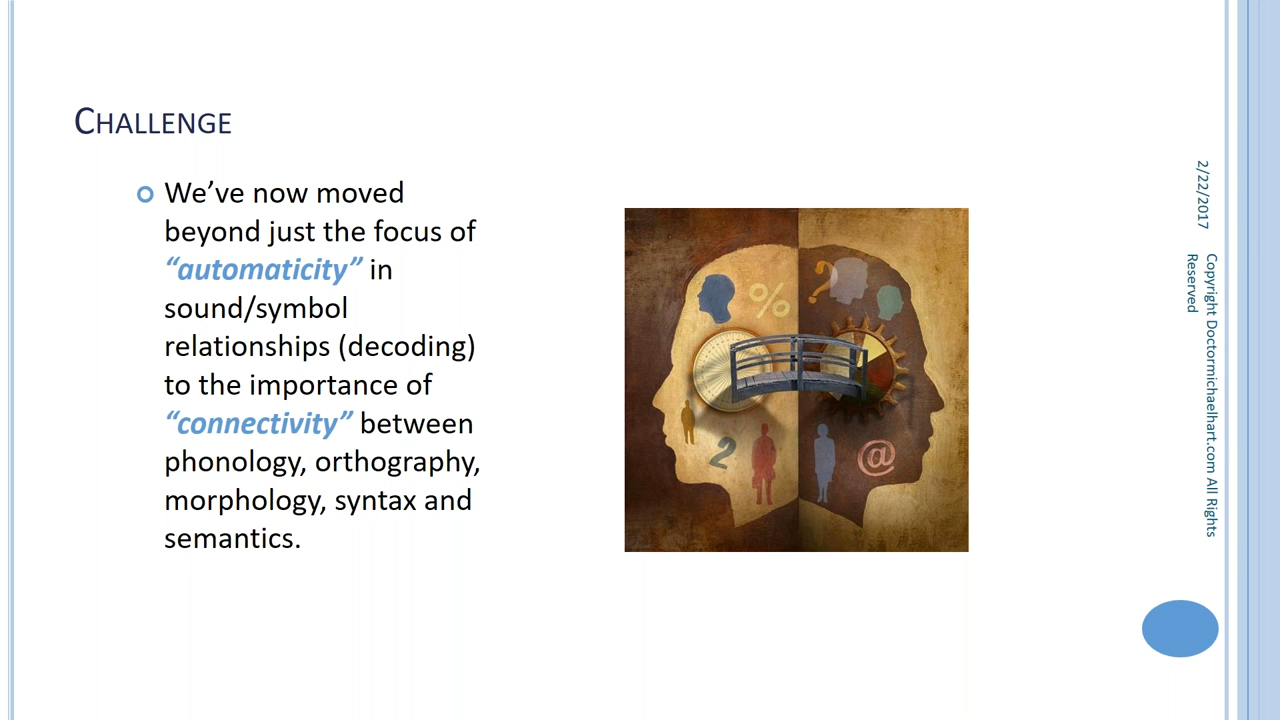 CHALLENGE
We’ve now moved
beyond just the focus of
“automaticity” in
sound/symbol
relationships (decoding)
to the importance of
“connectivity” between
phonology, orthography,
morphology, syntax and
semantics.
%
?
2
@
2/22/2017
Copyright Doctormichaelhart.com All Rights
Reserved